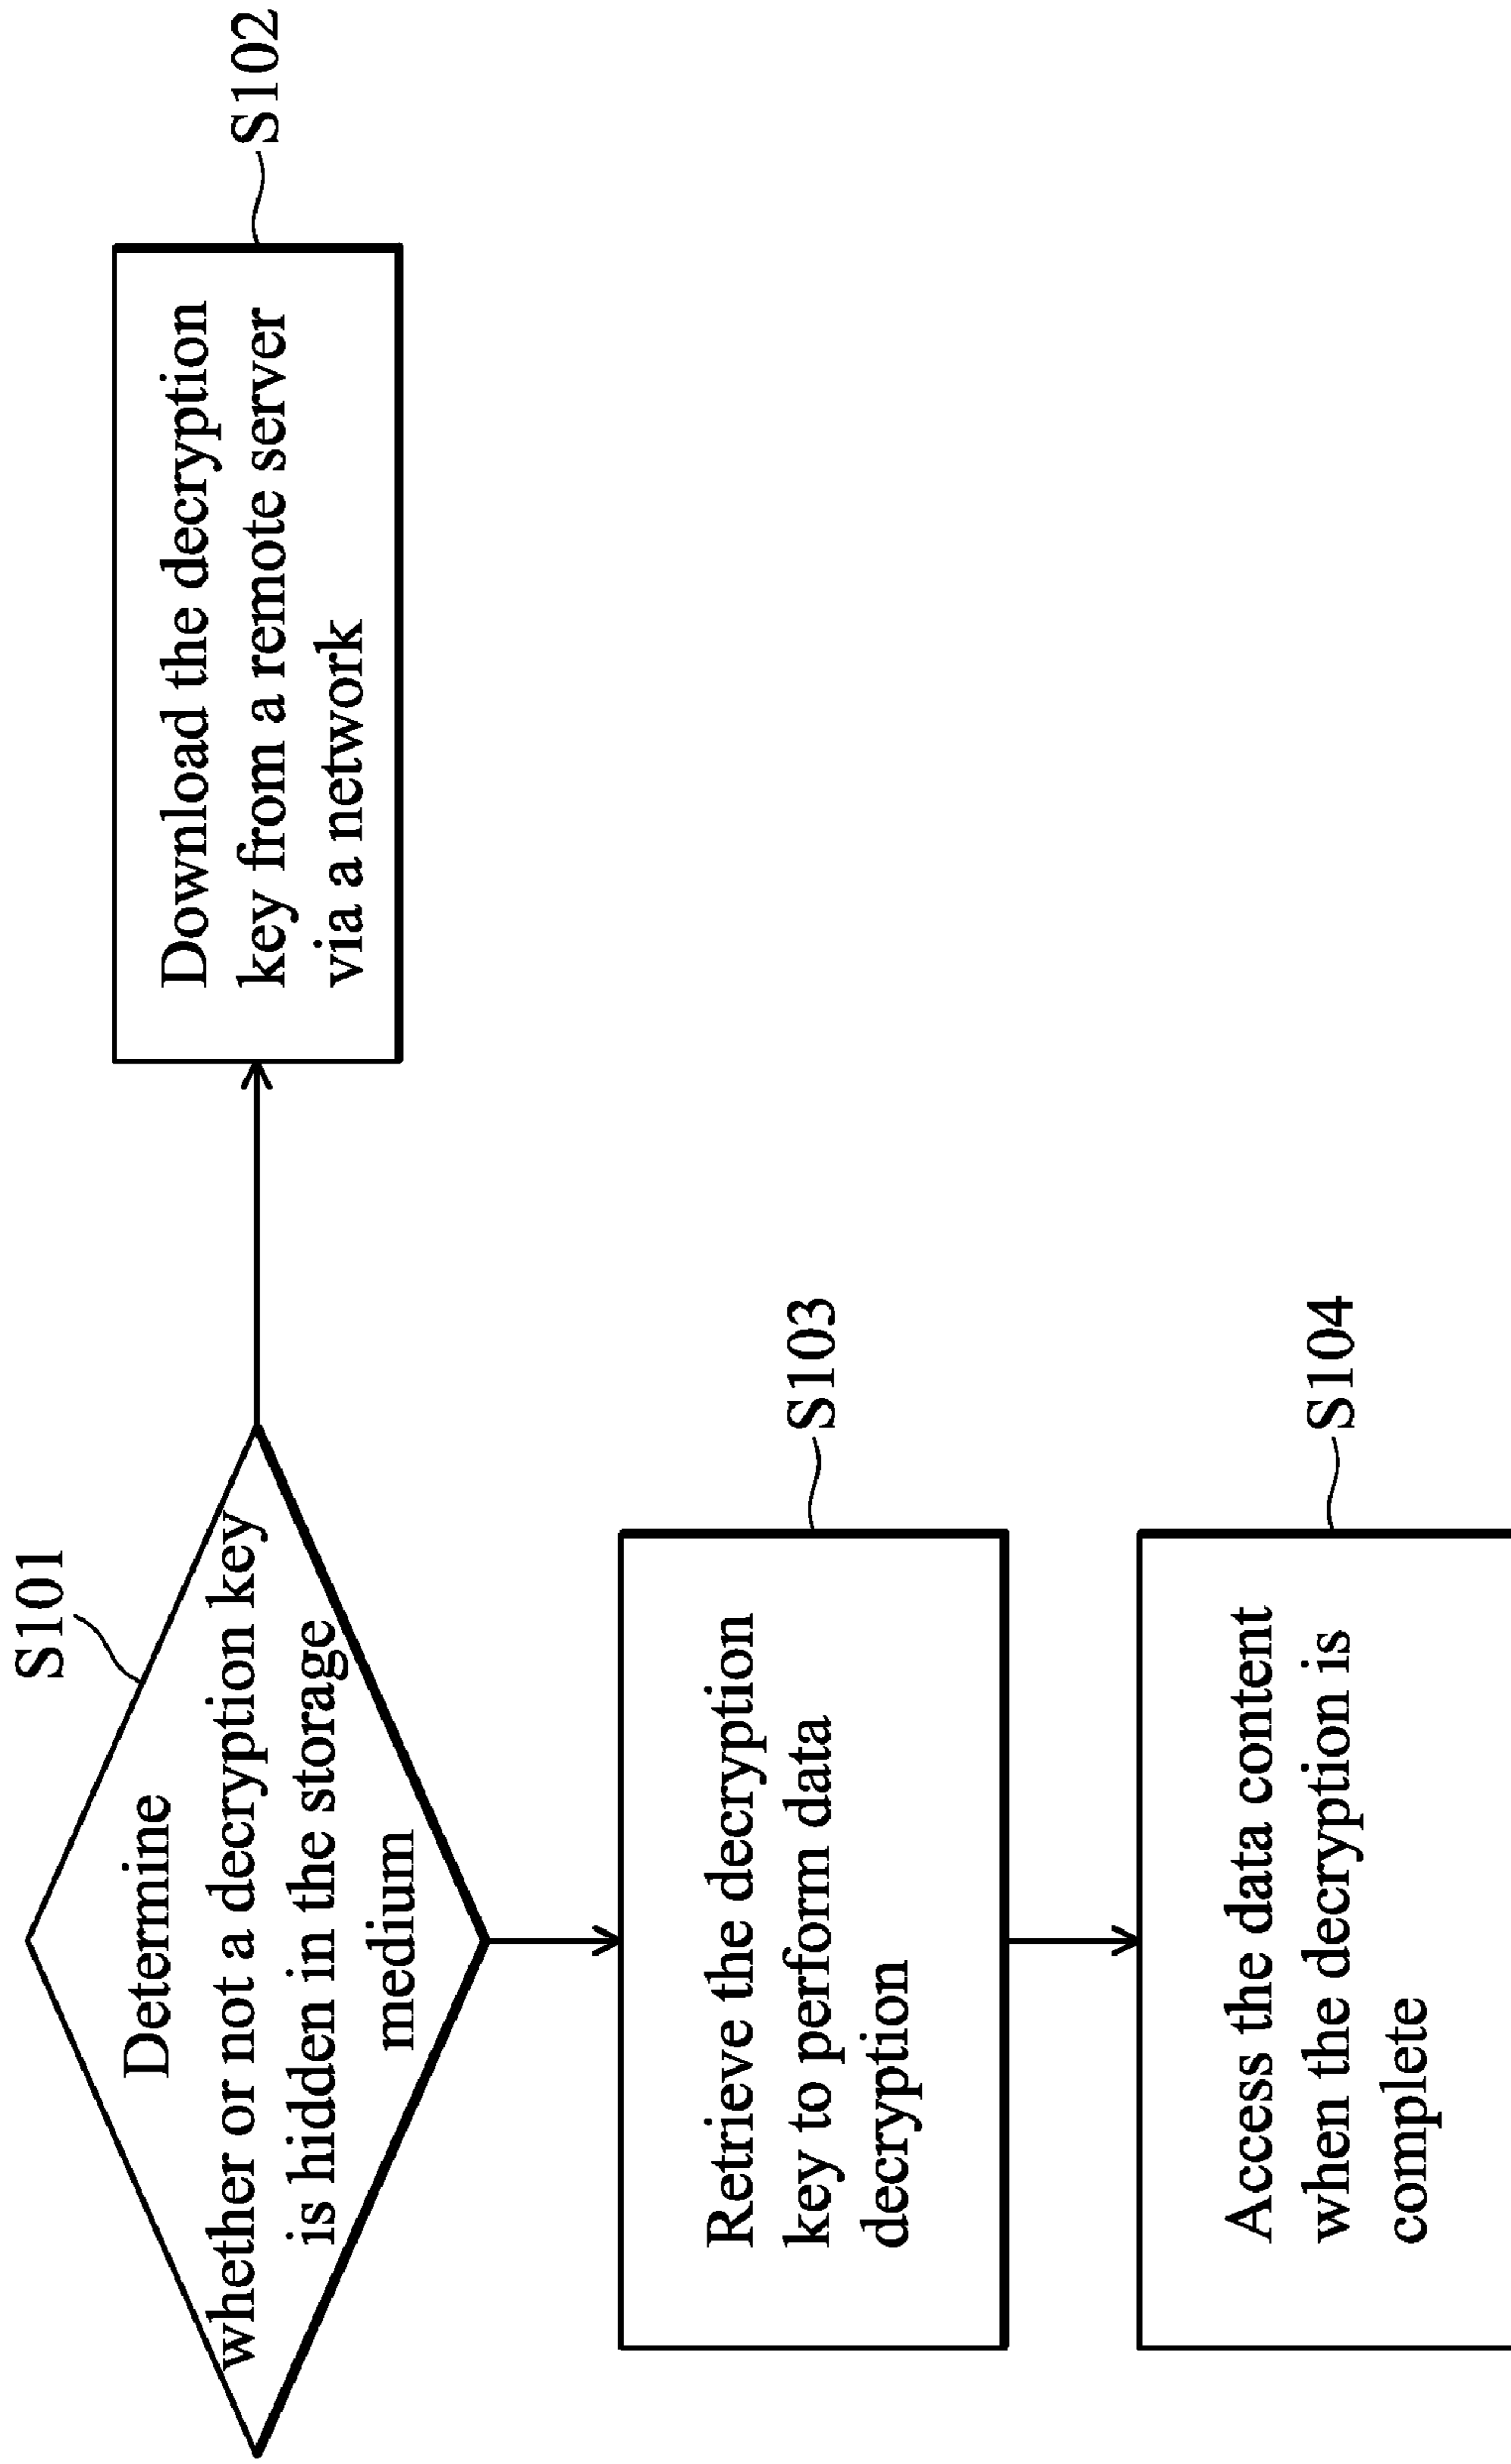 S101
Determine
whether or not a decryption key
is hidden in the storage
medium
S102
Download the decryption
key from a remote server
via a network
S103
Retrieve the decryption
key to perform data
decryption
S104
Access the data content
when the decryption is
complete